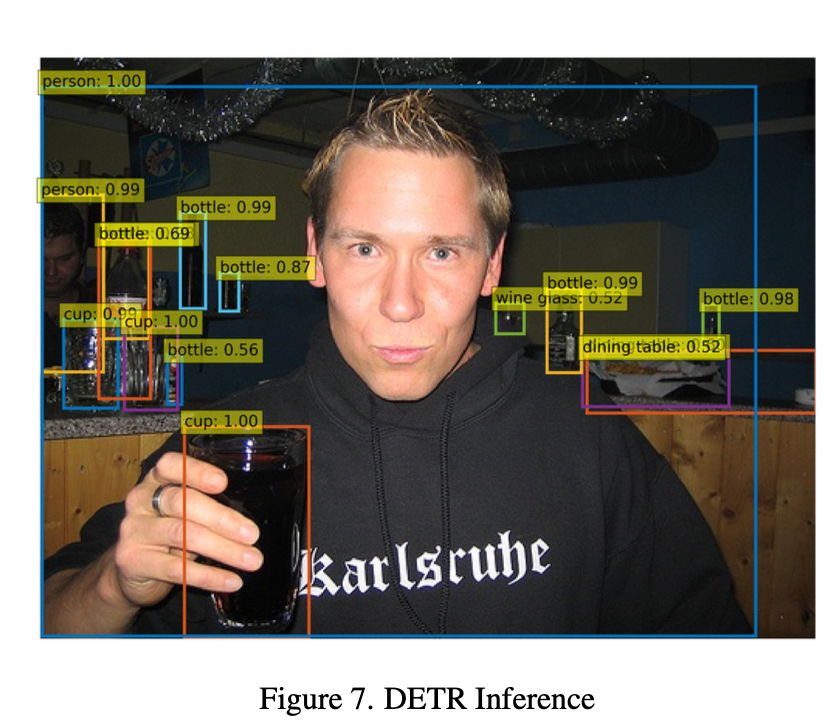 person: 1.00
person: 0.99
bottle: 0.99
bottle: 0.69
bottle: 0.87
bottle: 0.99
wine glass: 0.52
bottle: 0.98
cup: 0.99
cup: 1.00
dining table: 0.52
bottle: 0.56
cup: 1.00
Karlsruhe
Figure 7. DETR Inference